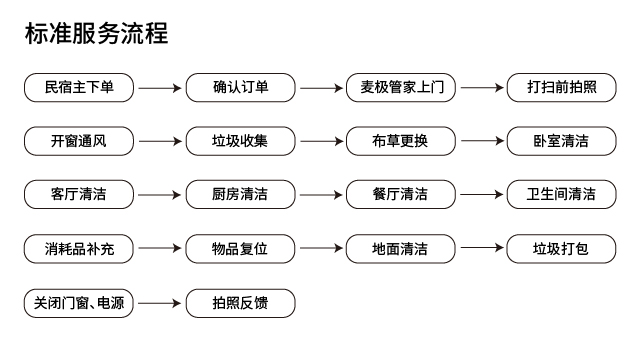 标准服务流程
民宿主下单
确认订单
麦极管家上门
打扫前拍照
开窗通风
垃圾收集
布草更换
卧室清洁
客厅清洁
厨房清洁
餐厅清洁
卫生间清洁
消耗品补充
物品复位
地面清洁
垃圾打包
关闭门窗、电源
拍照反馈